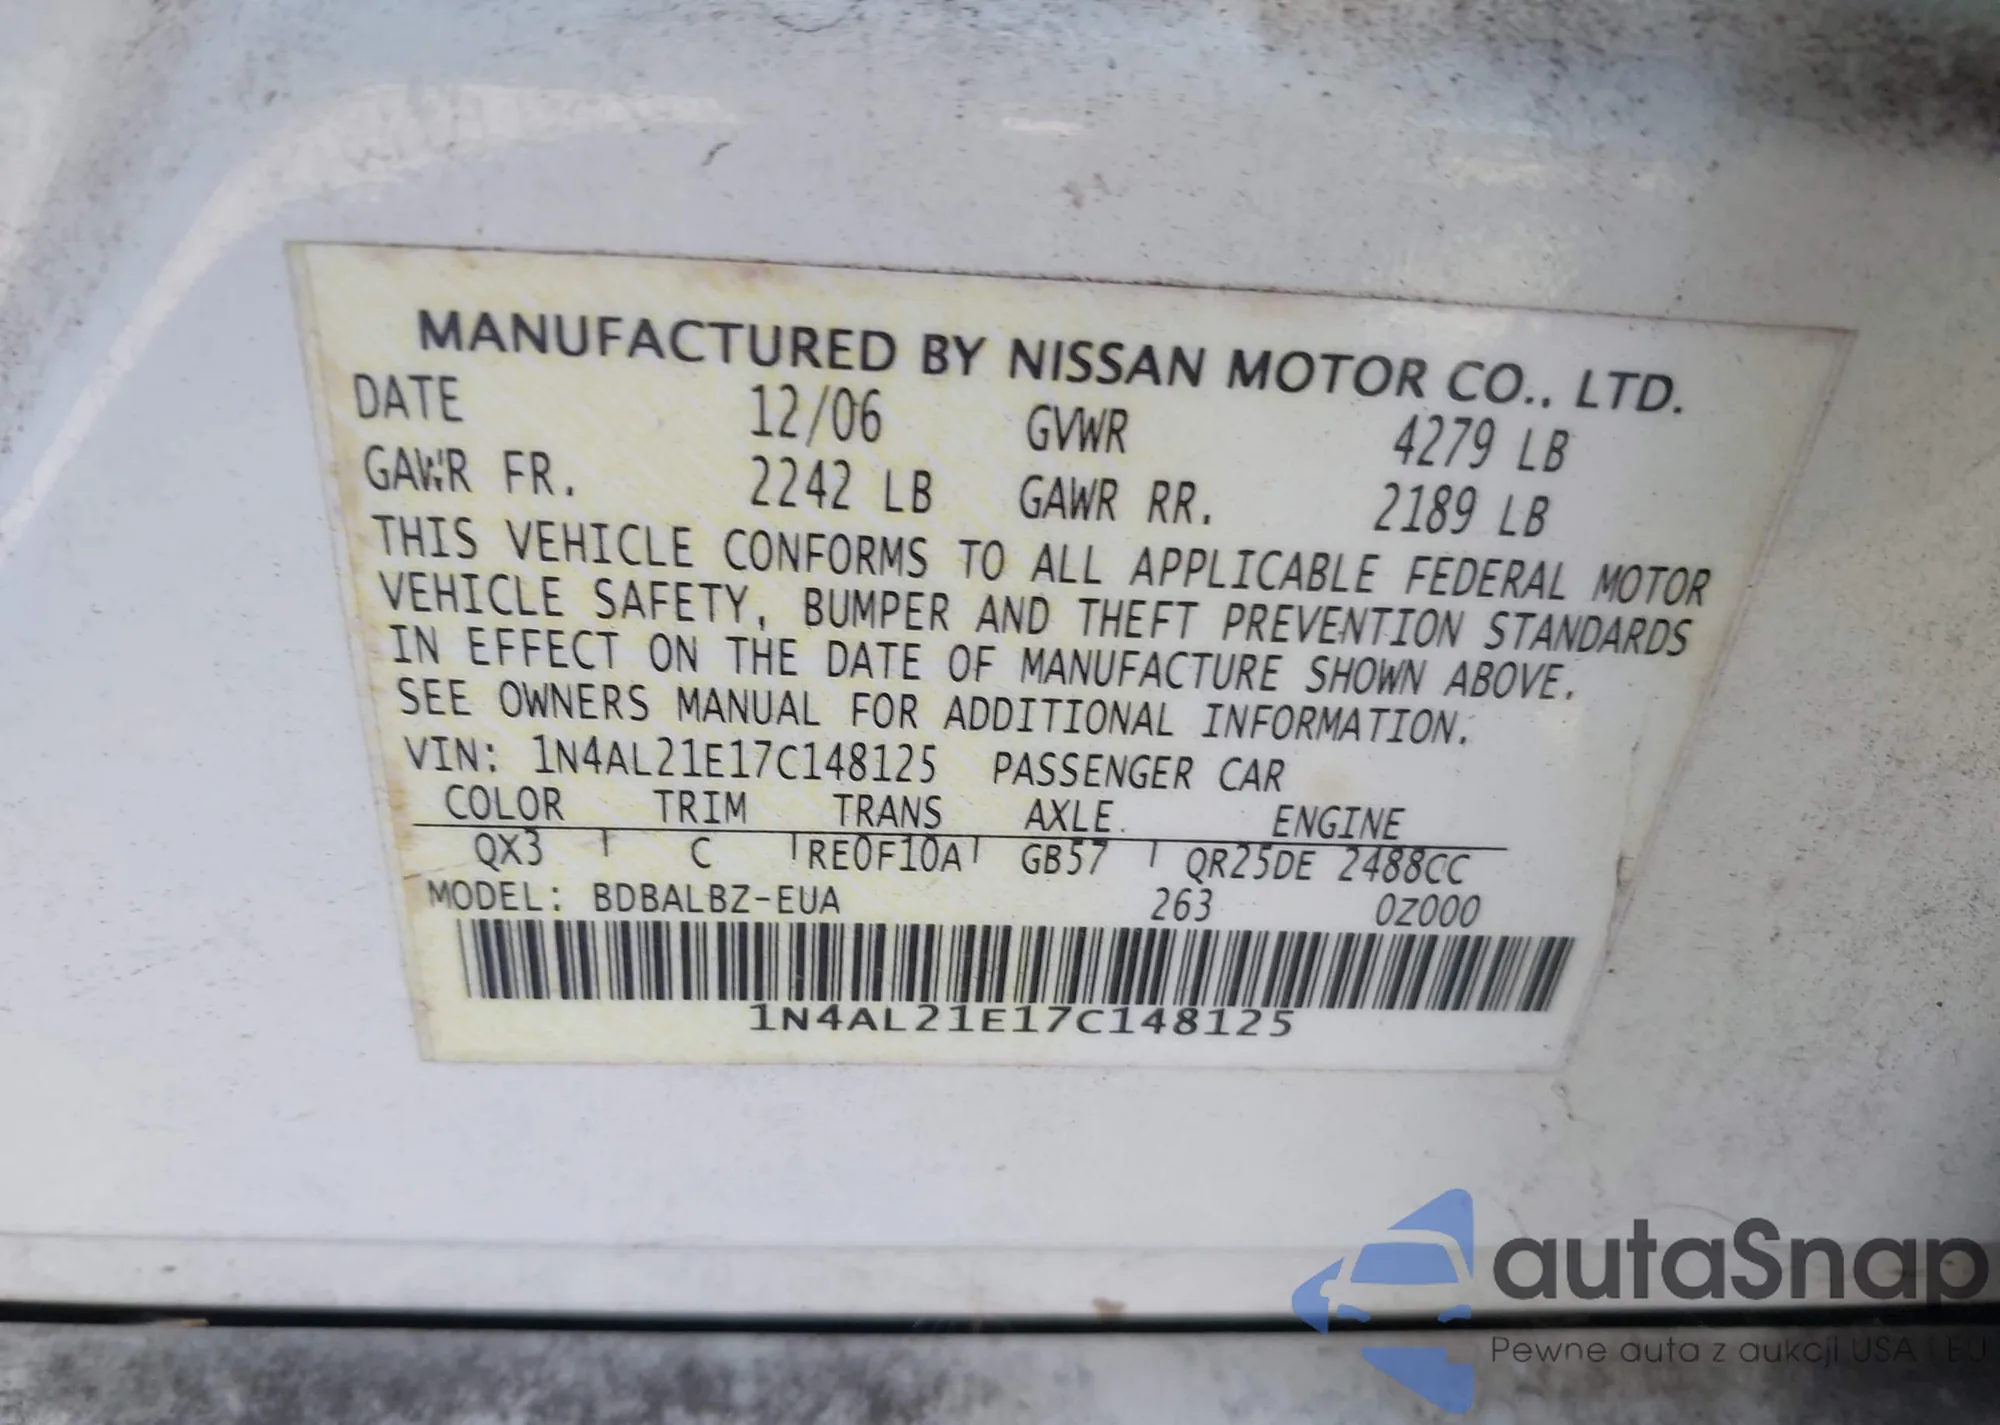 MANUFACTURED BY NISSAN MOTOR CO., LTD.
DATE 12/06 GVWR 4279 LB
GAWR FR. 2242 LB GAWR RR. 2189 LB
THIS VEHICLE CONFORMS TO ALL APPLICABLE FEDERAL MOTOR
VEHICLE SAFETY, BUMPER AND THEFT PREVENTION STANDARDS
IN EFFECT ON THE DATE OF MANUFACTURE SHOWN ABOVE.
SEE OWNERS MANUAL FOR ADDITIONAL INFORMATION.
VIN: 1N4AL21E17C148125 PASSENGER CAR
COLOR TRIM TRANS AXLE ENGINE
QX3 C RE0F10A GB57 QR25DE 2488CC
MODEL: BDBALBZ-EUA 263 0Z000
1N4AL21E17C148125
autaSnap
Pewne auta z aukcji USA i EU